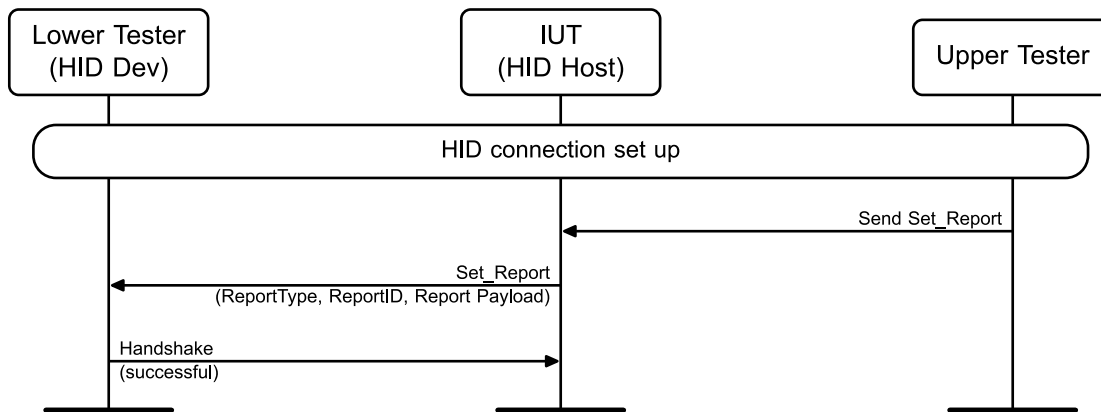 Lower Tester
(HID Dev)
IUT
(HID Host)
Upper Tester
HID connection set up
Send Set_Report
Set_Report
(ReportType, ReportID, Report Payload)
Handshake
(successful)